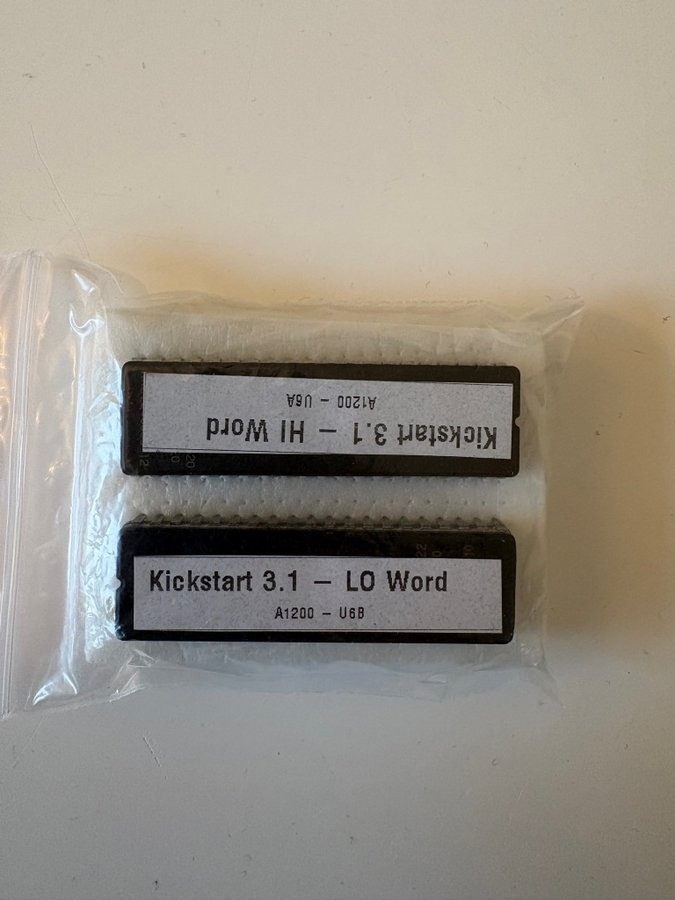 Kickstart 3.1 – HI Word
A1200 – U6A
Kickstart 3.1 – LO Word
A1200 – U6B